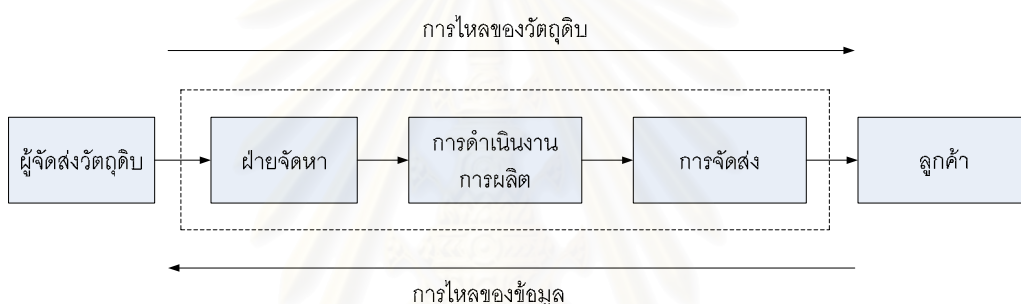 การไหลของวัตถุดิบ
ผู้จัดส่งวัตถุดิบ
ฝ่ายจัดหา
การดำเนินงาน
การผลิต
การจัดส่ง
ลูกค้า
การไหลของข้อมูล